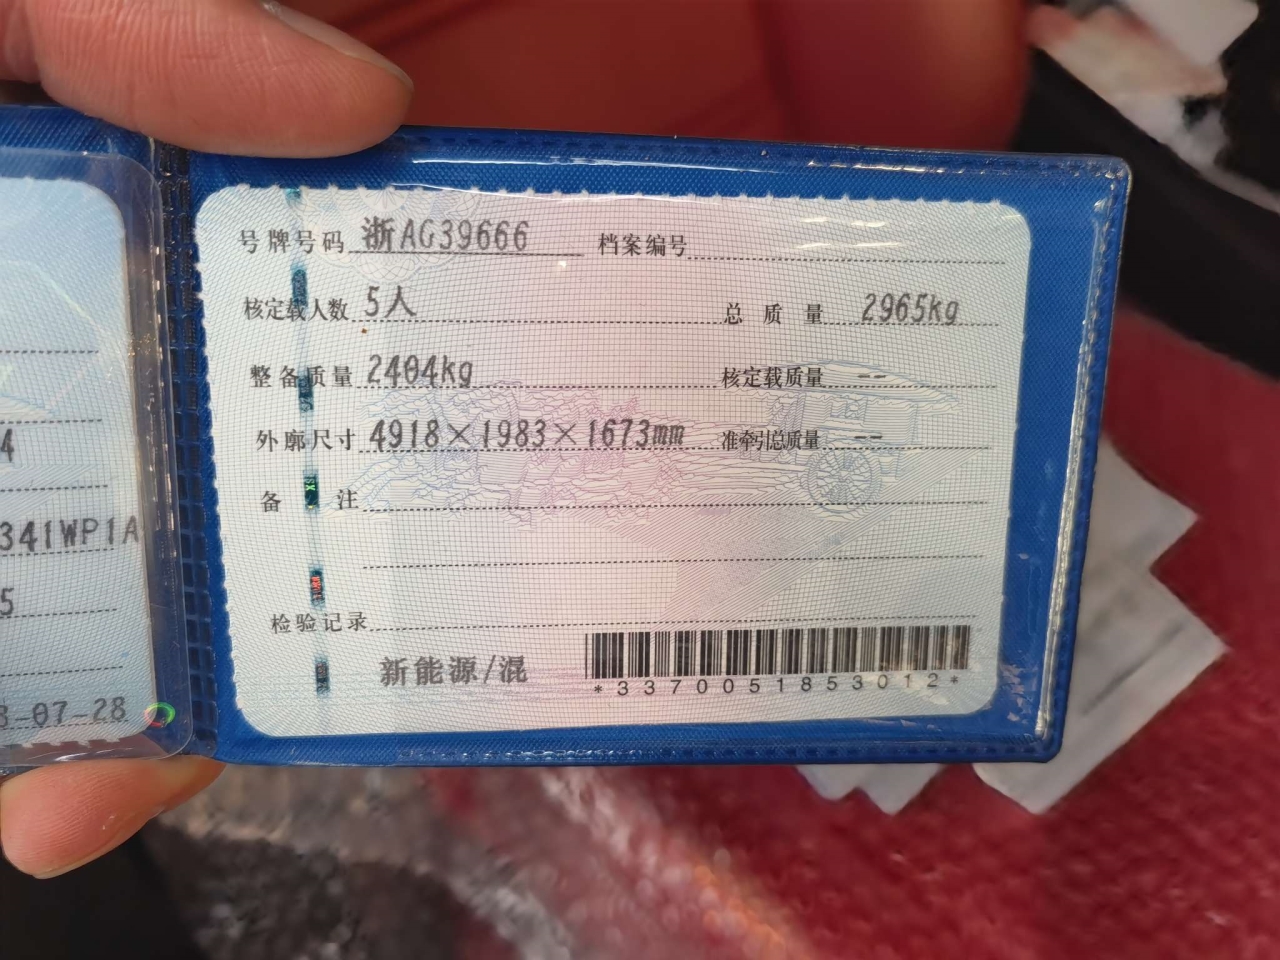 号牌号码 浙AG39666 档案编号
核定载人数 5人 总质量 2965kg
整备质量 2404kg 核定载质量 --
外廓尺寸 4918×1983×1673mm 准牵引总质量 --
备注
检验记录
新能源/混
*3370051853012*
4
341WP1A
5
3-07-28